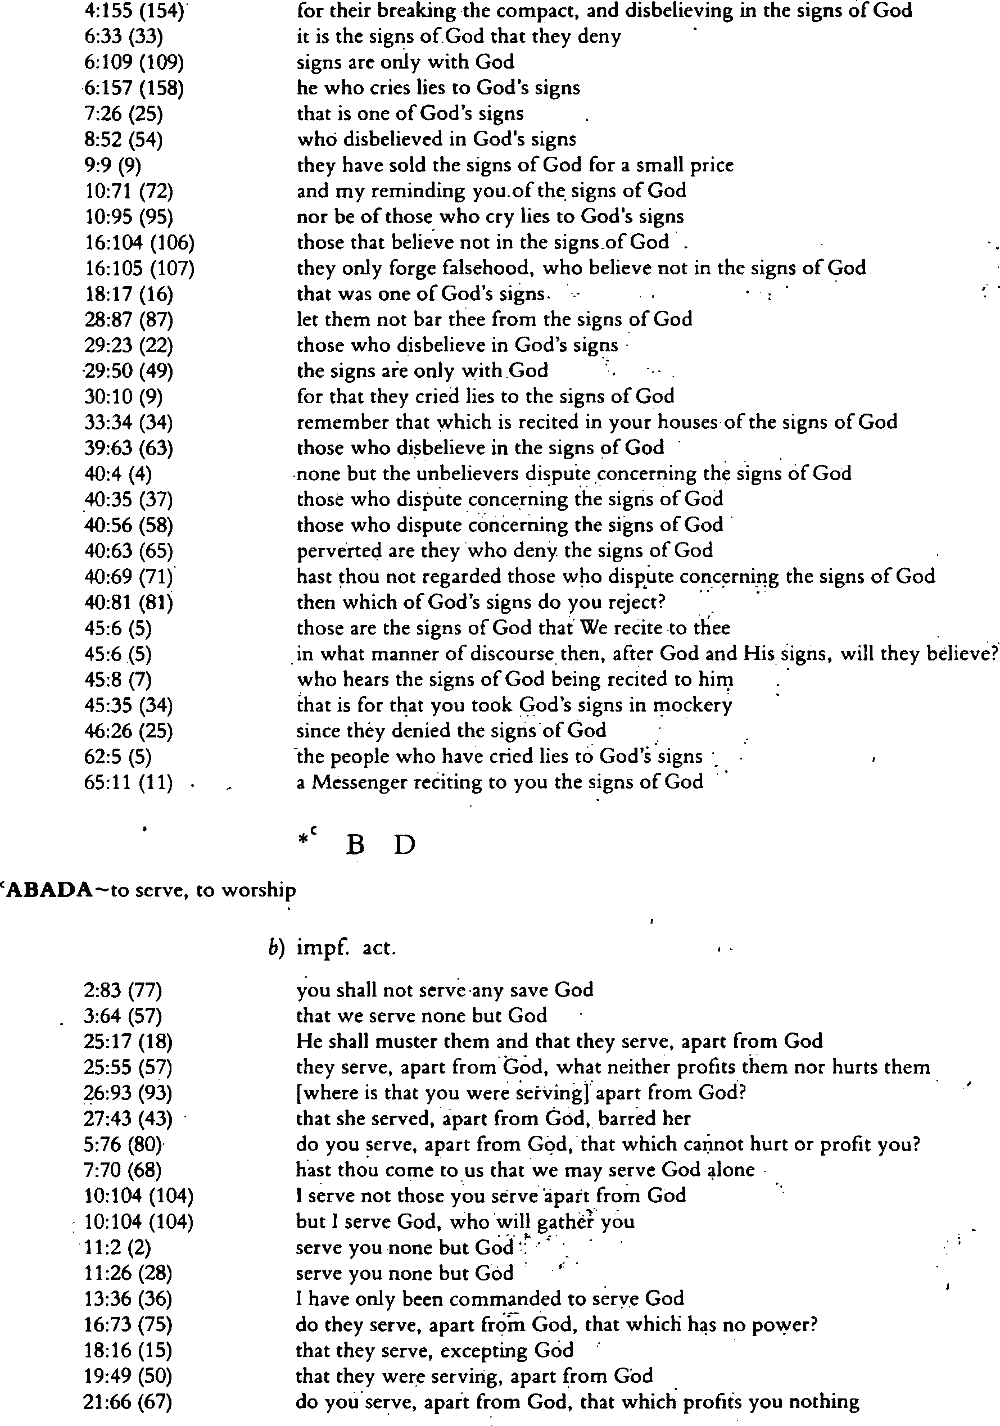 4:155 (154) for their breaking the compact, and disbelieving in the signs of God
6:33 (33) it is the signs of God that they deny
6:109 (109) signs are only with God
6:157 (158) he who cries lies to God's signs
7:26 (25) that is one of God's signs
8:52 (54) who disbelieved in God's signs
9:9 (9) they have sold the signs of God for a small price
10:71 (72) and my reminding you of the signs of God
10:95 (95) nor be of those who cry lies to God's signs
16:104 (106) those that believe not in the signs of God
16:105 (107) they only forge falsehood, who believe not in the signs of God
18:17 (16) that was one of God's signs
28:87 (87) let them not bar thee from the signs of God
29:23 (22) those who disbelieve in God's signs
29:50 (49) the signs are only with God
30:10 (9) for that they cried lies to the signs of God
33:34 (34) remember that which is recited in your houses of the signs of God
39:63 (63) those who disbelieve in the signs of God
40:4 (4) none but the unbelievers dispute concerning the signs of God
40:35 (37) those who dispute concerning the signs of God
40:56 (58) those who dispute concerning the signs of God
40:63 (65) perverted are they who deny the signs of God
40:69 (71) hast thou not regarded those who dispute concerning the signs of God
40:81 (81) then which of God's signs do you reject?
45:6 (5) those are the signs of God that We recite to thee
45:6 (5) in what manner of discourse then, after God and His signs, will they believe?
45:8 (7) who hears the signs of God being recited to him
45:35 (34) that is for that you took God's signs in mockery
46:26 (25) since they denied the signs of God
62:5 (5) the people who have cried lies to God's signs
65:11 (11) a Messenger reciting to you the signs of God
*ᶜ B D
ᶜABADA~to serve, to worship
b) impf. act.
2:83 (77) you shall not serve any save God
3:64 (57) that we serve none but God
25:17 (18) He shall muster them and that they serve, apart from God
25:55 (57) they serve, apart from God, what neither profits them nor hurts them
26:93 (93) [where is that you were serving] apart from God?
27:43 (43) that she served, apart from God, barred her
5:76 (80) do you serve, apart from God, that which cannot hurt or profit you?
7:70 (68) hast thou come to us that we may serve God alone
10:104 (104) I serve not those you serve apart from God
10:104 (104) but I serve God, who will gather you
11:2 (2) serve you none but God
11:26 (28) serve you none but God
13:36 (36) I have only been commanded to serve God
16:73 (75) do they serve, apart from God, that which has no power?
18:16 (15) that they serve, excepting God
19:49 (50) that they were serving, apart from God
21:66 (67) do you serve, apart from God, that which profits you nothing